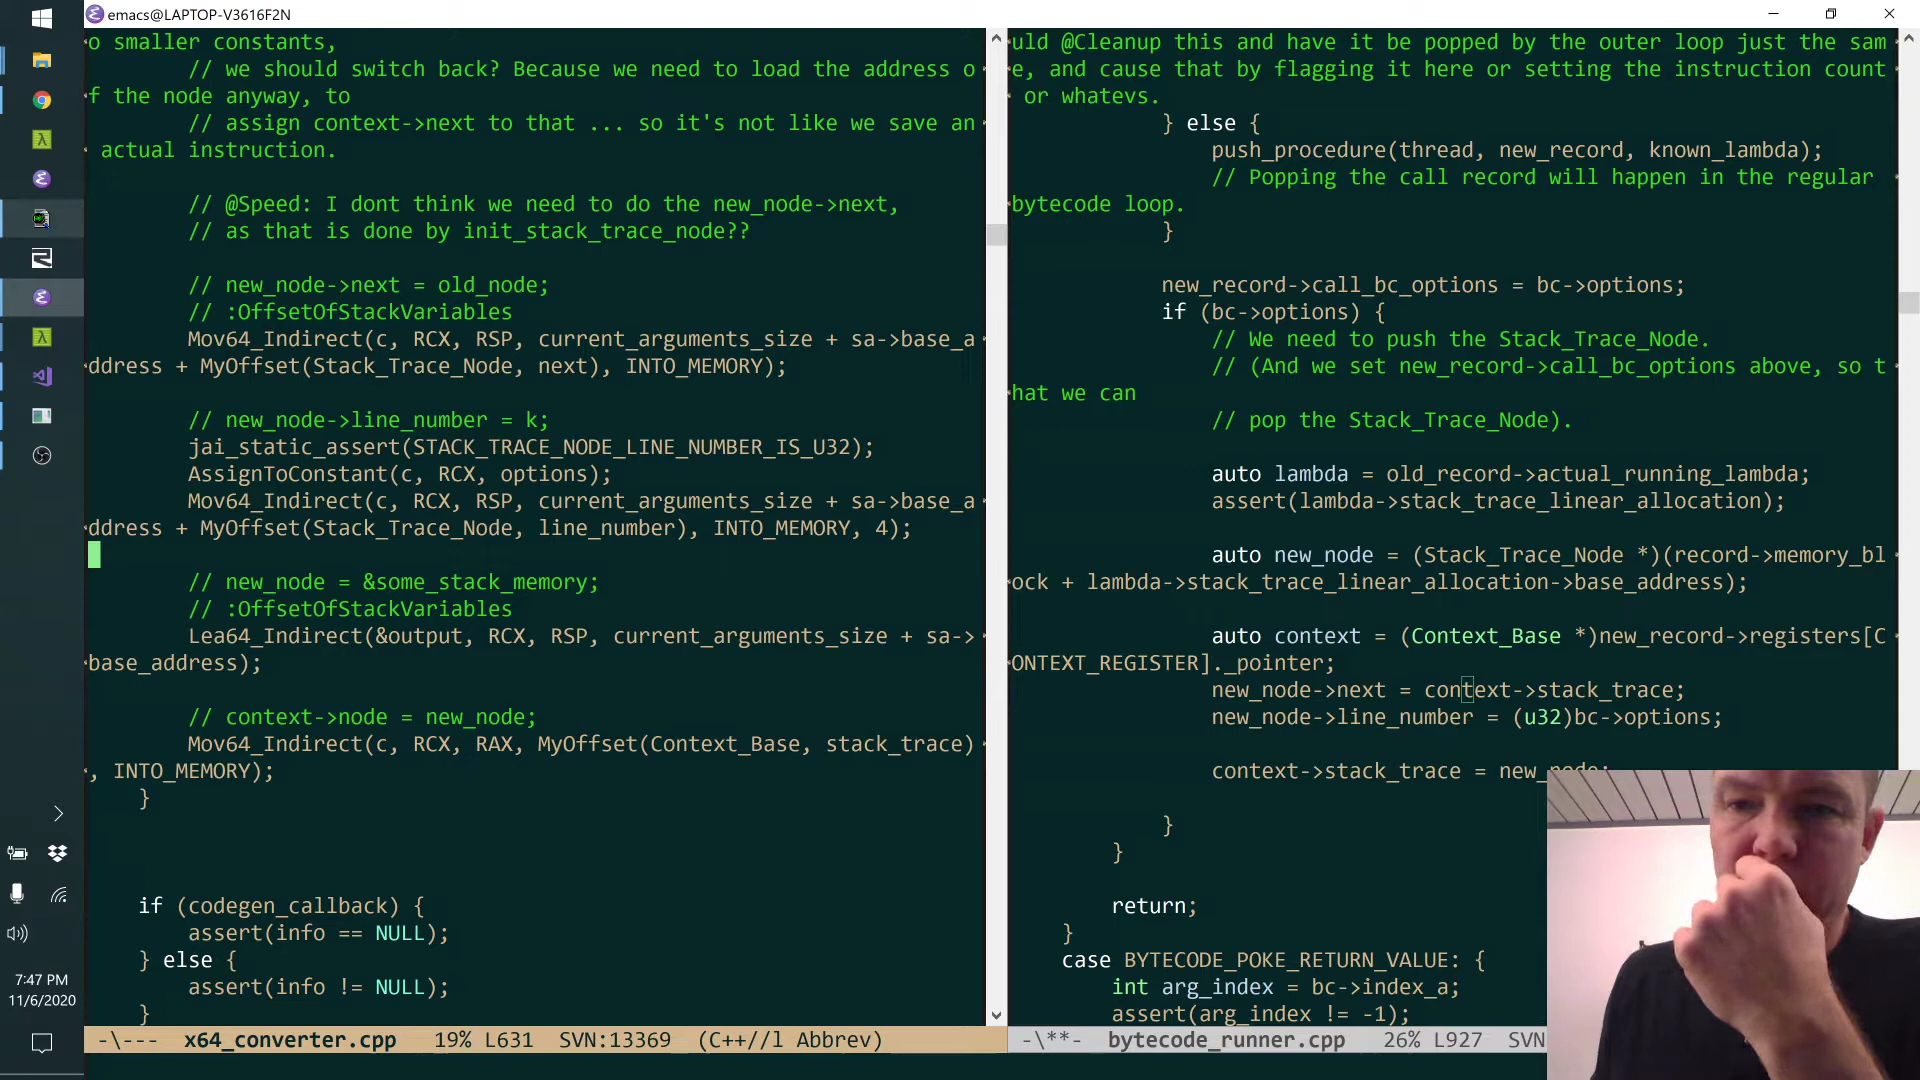 emacs@LAPTOP-V3616F2N
o smaller constants,
// we should switch back? Because we need to load the address o
f the node anyway, to
// assign context->next to that ... so it's not like we save an
actual instruction.
// @Speed: I dont think we need to do the new_node->next,
// as that is done by init_stack_trace_node??
// new_node->next = old_node;
// :OffsetOfStackVariables
Mov64_Indirect(c, RCX, RSP, current_arguments_size + sa->base_a
ddress + MyOffset(Stack_Trace_Node, next), INTO_MEMORY);
// new_node->line_number = k;
jai_static_assert(STACK_TRACE_NODE_LINE_NUMBER_IS_U32);
AssignToConstant(c, RCX, options);
Mov64_Indirect(c, RCX, RSP, current_arguments_size + sa->base_a
ddress + MyOffset(Stack_Trace_Node, line_number), INTO_MEMORY, 4);
// new_node = &some_stack_memory;
// :OffsetOfStackVariables
Lea64_Indirect(&output, RCX, RSP, current_arguments_size + sa->
base_address);
// context->node = new_node;
Mov64_Indirect(c, RCX, RAX, MyOffset(Context_Base, stack_trace)
, INTO_MEMORY);
}
if (codegen_callback) {
assert(info == NULL);
} else {
assert(info != NULL);
}
-\--- x64_converter.cpp 19% L631 SVN:13369 (C++//l Abbrev)
uld @Cleanup this and have it be popped by the outer loop just the sam
e, and cause that by flagging it here or setting the instruction count
or whatevs.
} else {
push_procedure(thread, new_record, known_lambda);
// Popping the call record will happen in the regular
bytecode loop.
}
new_record->call_bc_options = bc->options;
if (bc->options) {
// We need to push the Stack_Trace_Node.
// (And we set new_record->call_bc_options above, so t
hat we can
// pop the Stack_Trace_Node).
auto lambda = old_record->actual_running_lambda;
assert(lambda->stack_trace_linear_allocation);
auto new_node = (Stack_Trace_Node *)(record->memory_bl
ock + lambda->stack_trace_linear_allocation->base_address);
auto context = (Context_Base *)new_record->registers[C
ONTEXT_REGISTER]._pointer;
new_node->next = context->stack_trace;
new_node->line_number = (u32)bc->options;
context->stack_trace = new_node;
}
}
return;
}
case BYTECODE_POKE_RETURN_VALUE: {
int arg_index = bc->index_a;
assert(arg_index != -1);
-\**- bytecode_runner.cpp 26% L927 SVN
7:47 PM
11/6/2020